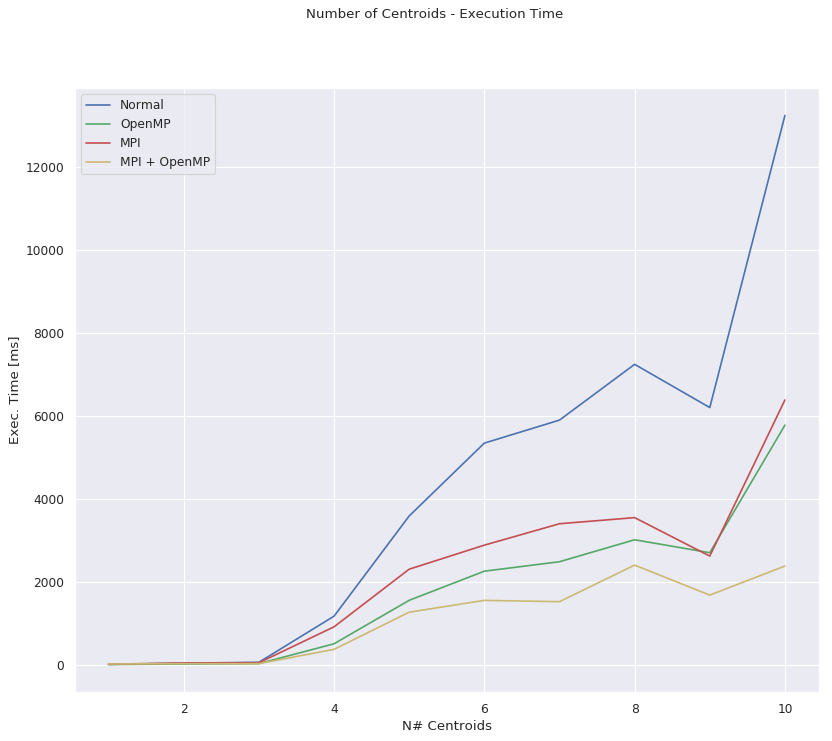 Number of Centroids - Execution Time
Normal
OpenMP
MPI
MPI + OpenMP
12000
10000
8000
6000
4000
2000
0
Exec. Time [ms]
2
4
6
8
10
N# Centroids